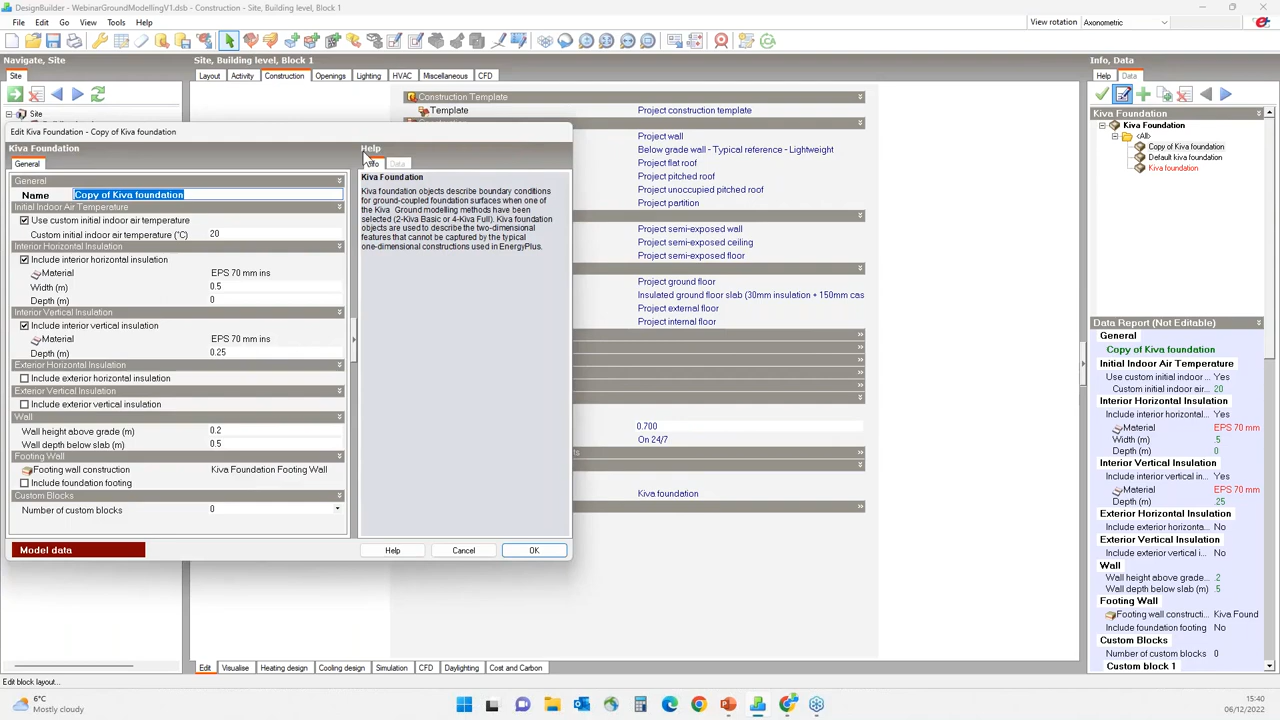 DesignBuilder - WebinarGroundModellingV1.dsb - Construction - Site, Building level, Block 1
File Edit Go View Tools Help
View rotation Axonometric
Navigate, Site
Site, Building level, Block 1
Info, Data
Site
Layout Activity Construction Openings Lighting HVAC Miscellaneous CFD
Help Data
Site
Construction Template
Template
Project construction template
Project wall
Below grade wall - Typical reference - Lightweight
Project flat roof
Project pitched roof
Project unoccupied pitched roof
Project partition
Project semi-exposed wall
Project semi-exposed ceiling
Project semi-exposed floor
Project ground floor
Insulated ground floor slab (30mm insulation + 150mm cas
Project external floor
Project internal floor
0.700
On 24/7
Kiva foundation
Edit Kiva Foundation - Copy of Kiva foundation
Kiva Foundation
Help
General
Data
General
Name Copy of Kiva foundation
Initial Indoor Air Temperature
Use custom initial indoor air temperature
Custom initial indoor air temperature (°C) 20
Interior Horizontal Insulation
Include interior horizontal insulation
Material EPS 70 mm ins
Width (m) 0.5
Depth (m) 0
Interior Vertical Insulation
Include interior vertical insulation
Material EPS 70 mm ins
Depth (m) 0.25
Exterior Horizontal Insulation
Include exterior horizontal insulation
Exterior Vertical Insulation
Include exterior vertical insulation
Wall
Wall height above grade (m) 0.2
Wall depth below slab (m) 0.5
Footing Wall
Footing wall construction Kiva Foundation Footing Wall
Include foundation footing
Custom Blocks
Number of custom blocks 0
Kiva Foundation
Kiva foundation objects describe boundary conditions
for ground-coupled foundation surfaces when one of
the Kiva Ground modelling methods have been
selected (2-Kiva Basic or 4-Kiva Full). Kiva foundation
objects are used to describe the two-dimensional
features that cannot be captured by the typical
one-dimensional constructions used in EnergyPlus.
Model data
Help Cancel OK
Kiva Foundation
Kiva Foundation
<All>
Copy of Kiva foundation
Default kiva foundation
Kiva foundation
Data Report (Not Editable)
General
Copy of Kiva foundation
Initial Indoor Air Temperature
Use custom initial indoor ... Yes
Custom initial indoor air... 20
Interior Horizontal Insulation
Include interior horizontal... Yes
Material EPS 70 mm
Width (m) .5
Depth (m) 0
Interior Vertical Insulation
Include interior vertical in... Yes
Material EPS 70 mm
Depth (m) .25
Exterior Horizontal Insulation
Include exterior horizonta... No
Exterior Vertical Insulation
Include exterior vertical i... No
Wall
Wall height above grade... .2
Wall depth below slab (m) .5
Footing Wall
Footing wall constructi... Kiva Found
Include foundation footing No
Custom Blocks
Number of custom blocks 0
Custom block 1
Edit Visualise Heating design Cooling design Simulation CFD Daylighting Cost and Carbon
Edit block layout...
6°C
Mostly cloudy
15:40
06/12/2022